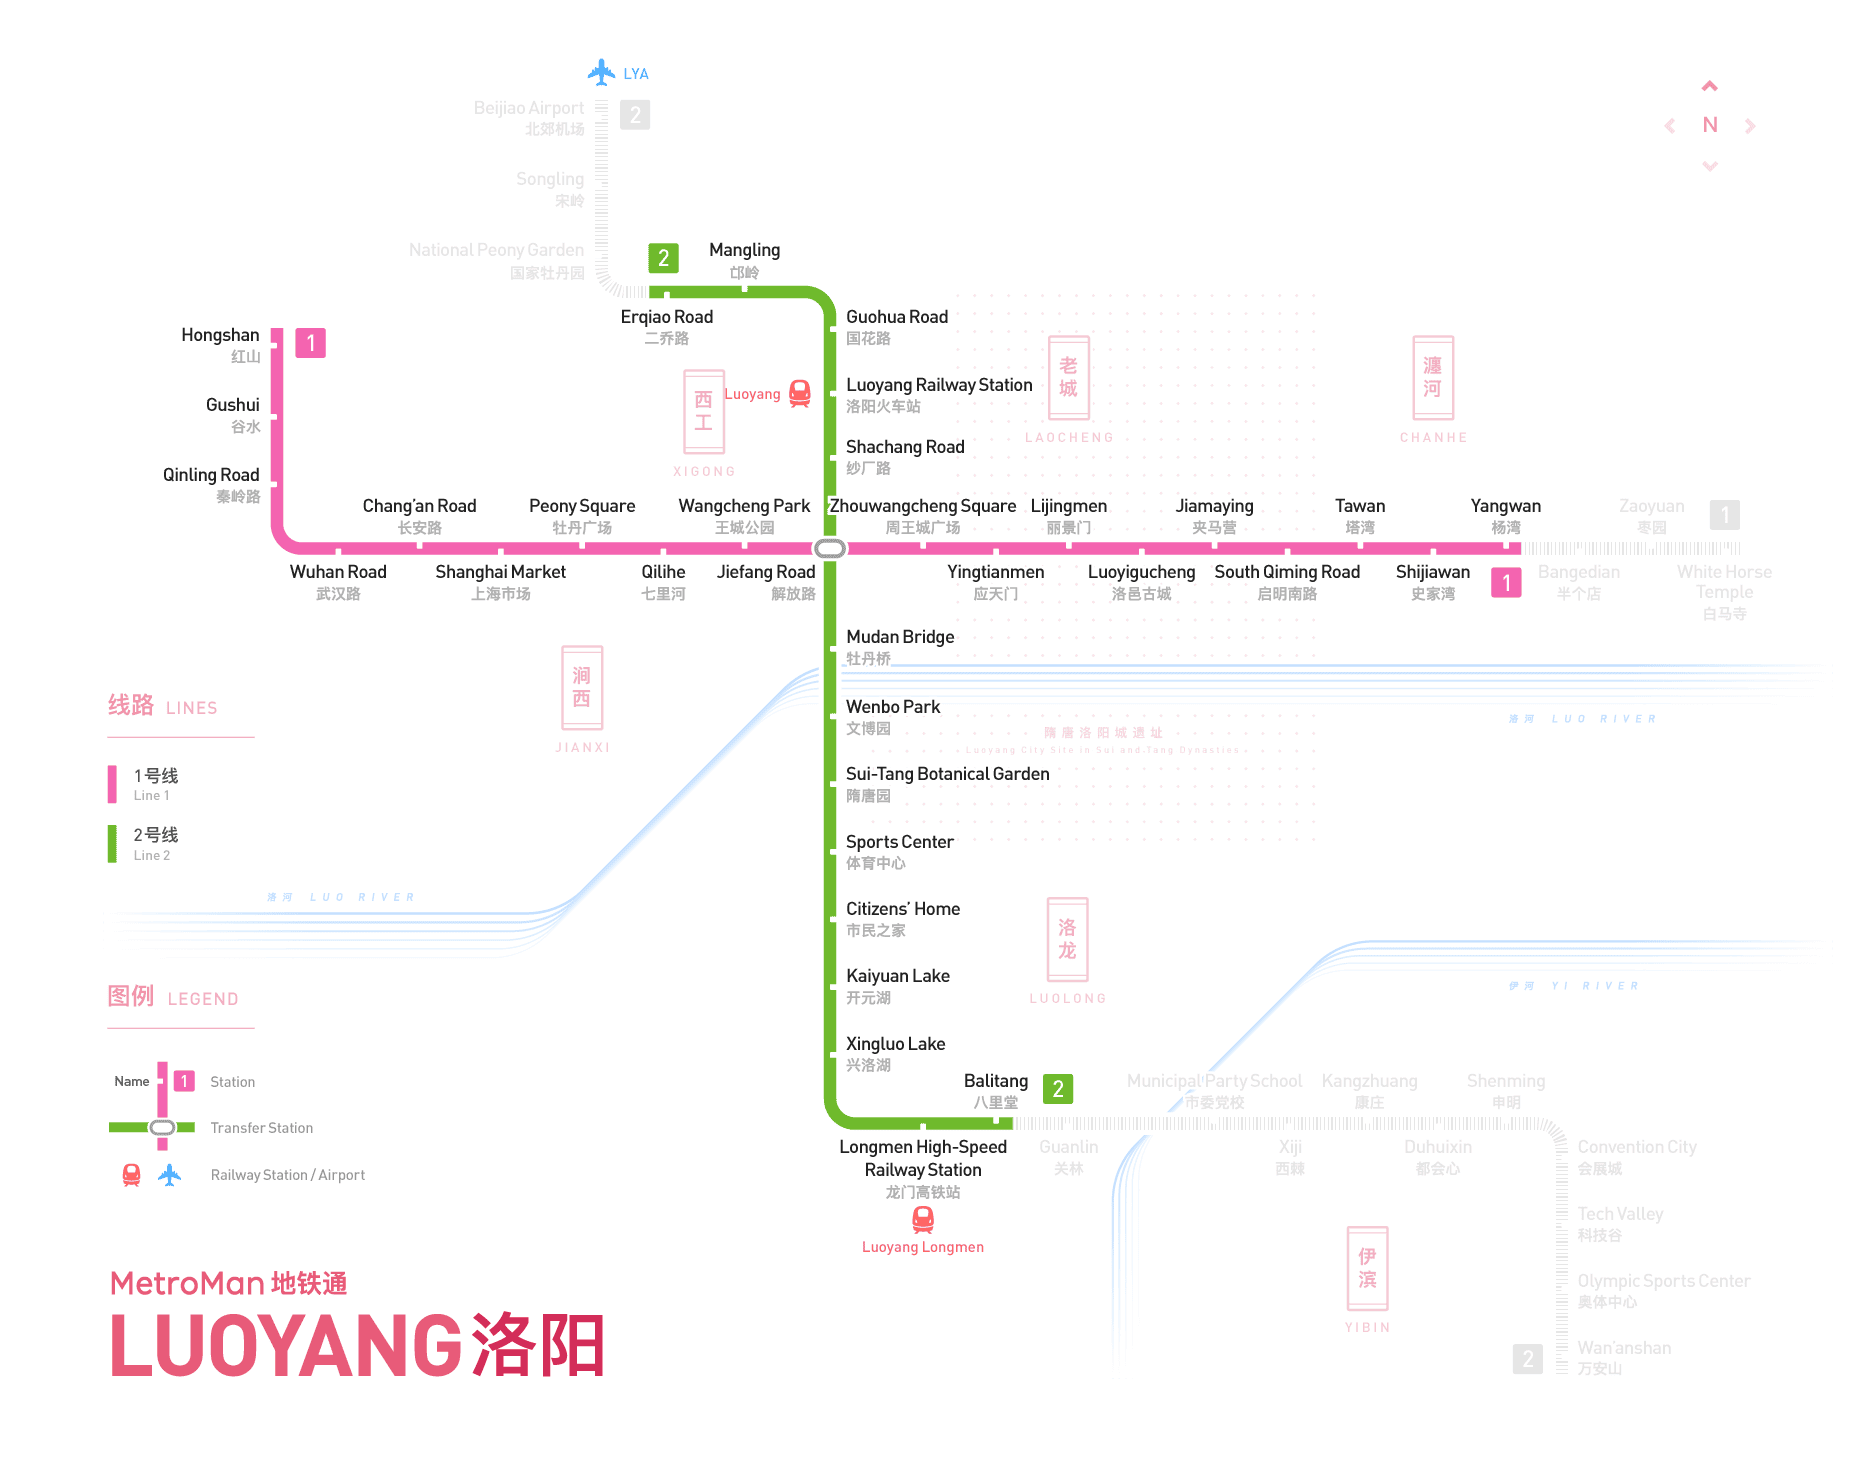 LYA
Beijiao Airport
北郊机场
2
Songling
宋岭
National Peony Garden
国家牡丹园
N
2
Mangling
邙岭
Erqiao Road
二乔路
Guohua Road
国花路
Hongshan
红山
1
Gushui
谷水
Qinling Road
秦岭路
西工
XIGONG
Luoyang
Luoyang Railway Station
洛阳火车站
Shachang Road
纱厂路
老城
LAOCHENG
瀍河
CHANHE
Chang'an Road
长安路
Peony Square
牡丹广场
Wangcheng Park
王城公园
Zhouwangcheng Square
周王城广场
Lijingmen
丽景门
Jiamaying
夹马营
Tawan
塔湾
Yangwan
杨湾
Zaoyuan
枣园
1
Wuhan Road
武汉路
Shanghai Market
上海市场
Qilihe
七里河
Jiefang Road
解放路
Yingtianmen
应天门
Luoyigucheng
洛邑古城
South Qiming Road
启明南路
Shijiawan
史家湾
1
Bangedian
半个店
White Horse
Temple
白马寺
Mudan Bridge
牡丹桥
涧西
JIANXI
Wenbo Park
文博园
隋唐洛阳城遗址
Luoyang City Site in Sui and Tang Dynasties
洛河 LUO RIVER
Sui-Tang Botanical Garden
隋唐园
Sports Center
体育中心
Citizens' Home
市民之家
Kaiyuan Lake
开元湖
Xingluo Lake
兴洛湖
洛龙
LUOLONG
伊河 YI RIVER
线路 LINES
1号线
Line 1
2号线
Line 2
洛河 LUO RIVER
图例 LEGEND
Name
1
Station
Transfer Station
Railway Station / Airport
Balitang
八里堂
2
Longmen High-Speed
Railway Station
龙门高铁站
Luoyang Longmen
Municipal Party School
市委党校
Kangzhuang
康庄
Shenming
申明
Guanlin
关林
Xiji
西棘
Duhuixin
都会心
Convention City
会展城
Tech Valley
科技谷
Olympic Sports Center
奥体中心
Wan'anshan
万安山
2
伊滨
YIBIN
MetroMan 地铁通
LUOYANG 洛阳